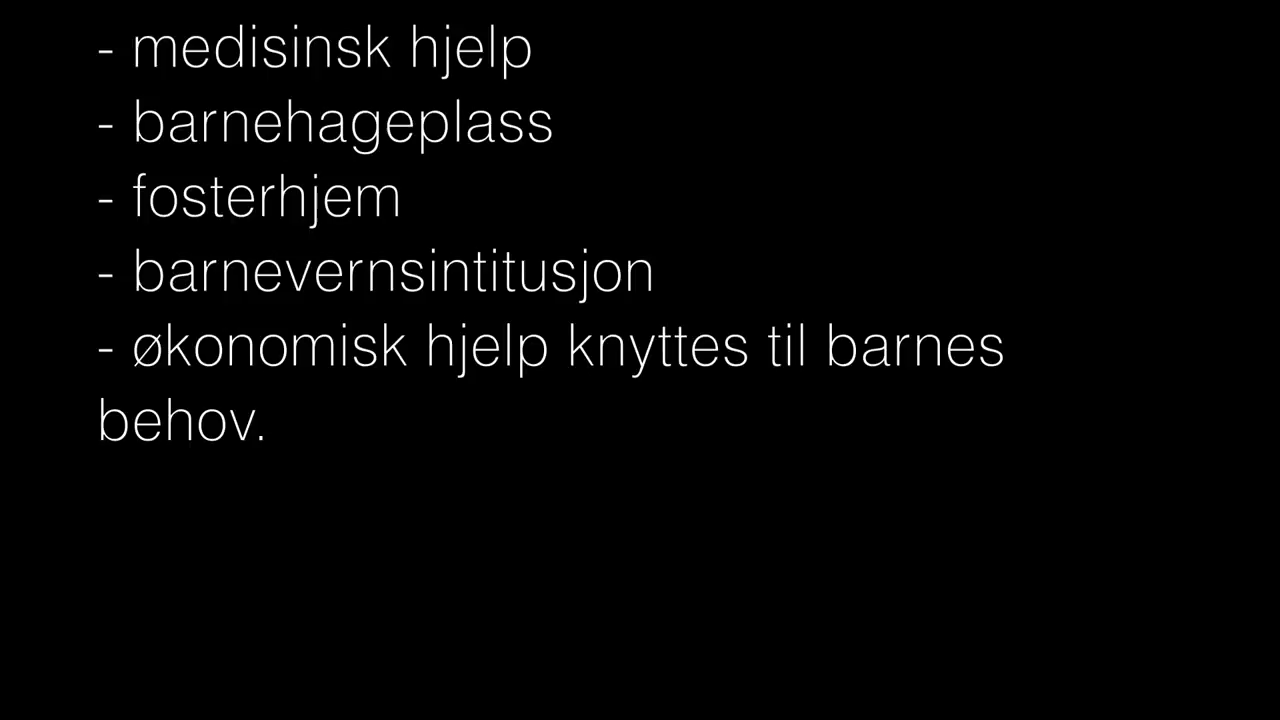 - medisinsk hjelp
- barnehageplass
- fosterhjem
- barnevernsintitusjon
- økonomisk hjelp knyttes til barnes
behov.